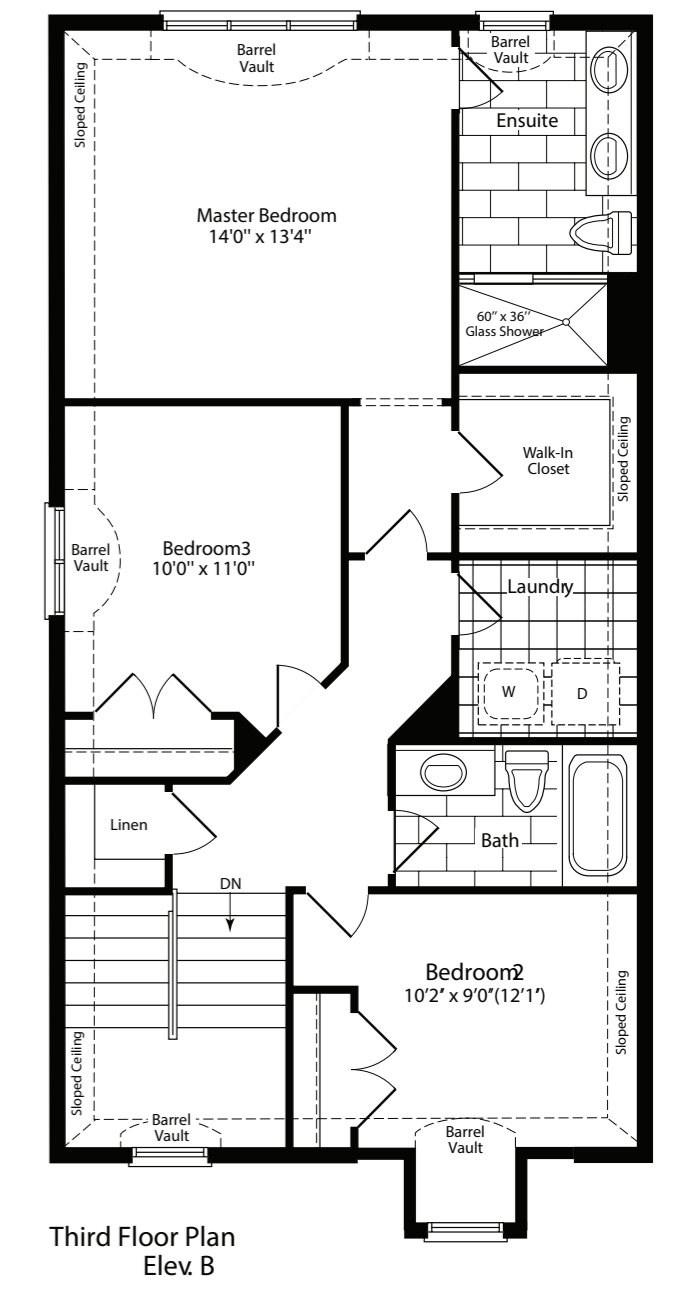 Barrel
Vault
Barrel
Vault
Sloped Ceiling
Ensuite
Master Bedroom
14'0" x 13'4"
60" x 36"
Glass Shower
Walk-In
Closet
Sloped Ceiling
Bedroom3
10'0" x 11'0"
Barrel
Vault
Laundry
W
D
Linen
Bath
DN
Bedroom2
10'2" x 9'0"(12'1")
Sloped Ceiling
Sloped Ceiling
Barrel
Vault
Barrel
Vault
Third Floor Plan
Elev. B